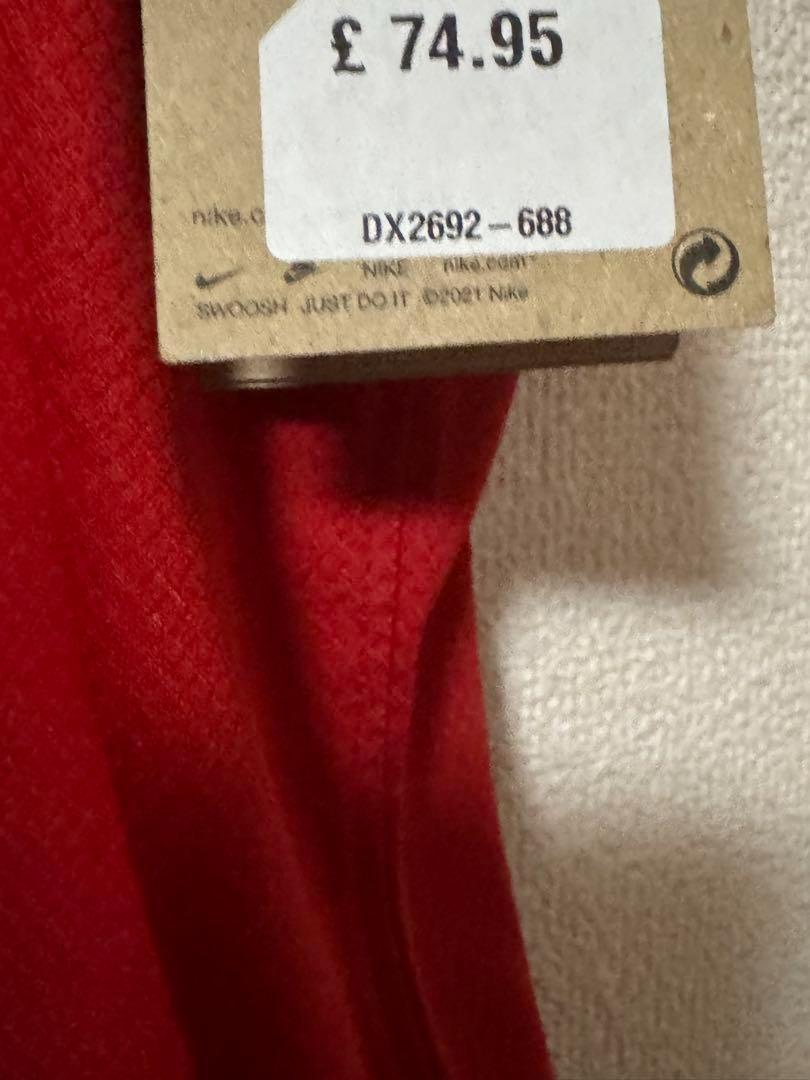 £ 74.95
nike.c
DX2692-688
NIKE nike.com
SWOOSH JUST DO IT ©2021 Nike